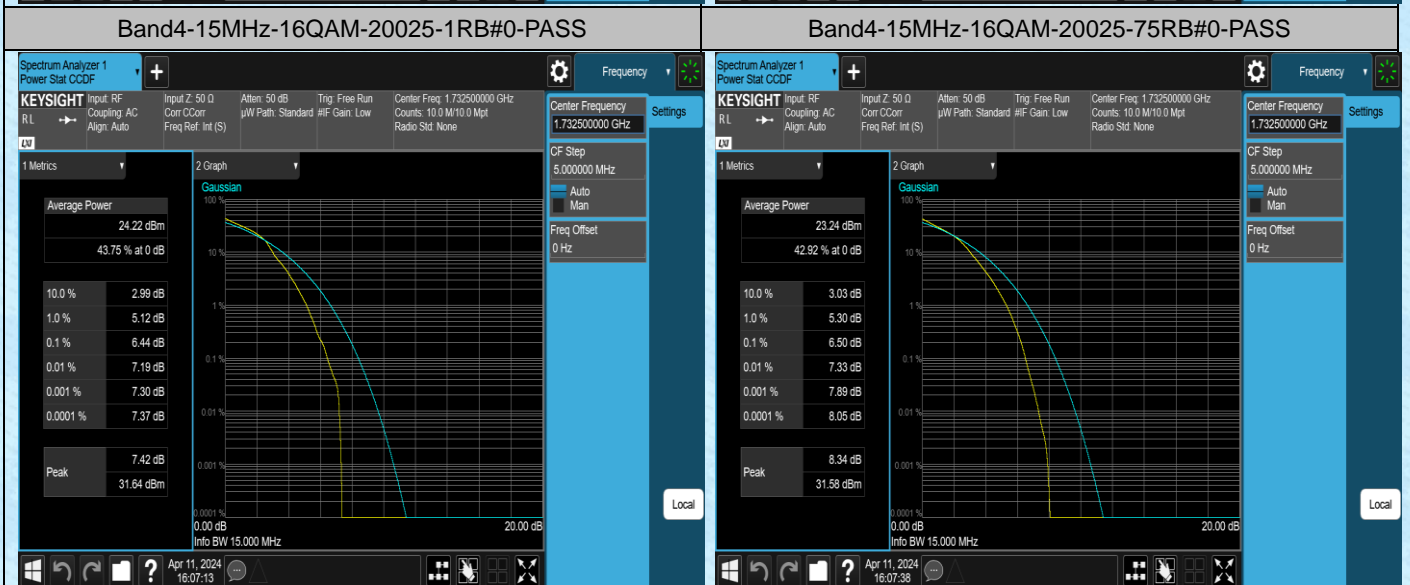 Band4-15MHz-16QAM-20025-1RB#0-PASS
Spectrum Analyzer 1
Power Stat CCDF
+
Frequency
KEYSIGHT
RL
LXI
Input: RF
Coupling: AC
Align: Auto
Input Z: 50 Ω
Corr CCorr
Freq Ref: Int (S)
Atten: 50 dB
µW Path: Standard
Trig: Free Run
#IF Gain: Low
Center Freq: 1.732500000 GHz
Counts: 10.0 M/10.0 Mpt
Radio Std: None
Center Frequency
1.732500000 GHz
Settings
CF Step
5.000000 MHz
Auto
Man
Freq Offset
0 Hz
1 Metrics
Average Power
24.22 dBm
43.75 % at 0 dB
10.0 % 2.99 dB
1.0 % 5.12 dB
0.1 % 6.44 dB
0.01 % 7.19 dB
0.001 % 7.30 dB
0.0001 % 7.37 dB
Peak
7.42 dB
31.64 dBm
2 Graph
Gaussian
100 %
10 %
1 %
0.1 %
0.01 %
0.001 %
0.0001 %
0.00 dB 20.00 dB
Info BW 15.000 MHz
Local
?
Apr 11, 2024
16:07:13
Band4-15MHz-16QAM-20025-75RB#0-PASS
Spectrum Analyzer 1
Power Stat CCDF
+
Frequency
KEYSIGHT
RL
LXI
Input: RF
Coupling: AC
Align: Auto
Input Z: 50 Ω
Corr CCorr
Freq Ref: Int (S)
Atten: 50 dB
µW Path: Standard
Trig: Free Run
#IF Gain: Low
Center Freq: 1.732500000 GHz
Counts: 10.0 M/10.0 Mpt
Radio Std: None
Center Frequency
1.732500000 GHz
Settings
CF Step
5.000000 MHz
Auto
Man
Freq Offset
0 Hz
1 Metrics
Average Power
23.24 dBm
42.92 % at 0 dB
10.0 % 3.03 dB
1.0 % 5.30 dB
0.1 % 6.50 dB
0.01 % 7.33 dB
0.001 % 7.89 dB
0.0001 % 8.05 dB
Peak
8.34 dB
31.58 dBm
2 Graph
Gaussian
100 %
10 %
1 %
0.1 %
0.01 %
0.001 %
0.0001 %
0.00 dB 20.00 dB
Info BW 15.000 MHz
Local
?
Apr 11, 2024
16:07:38